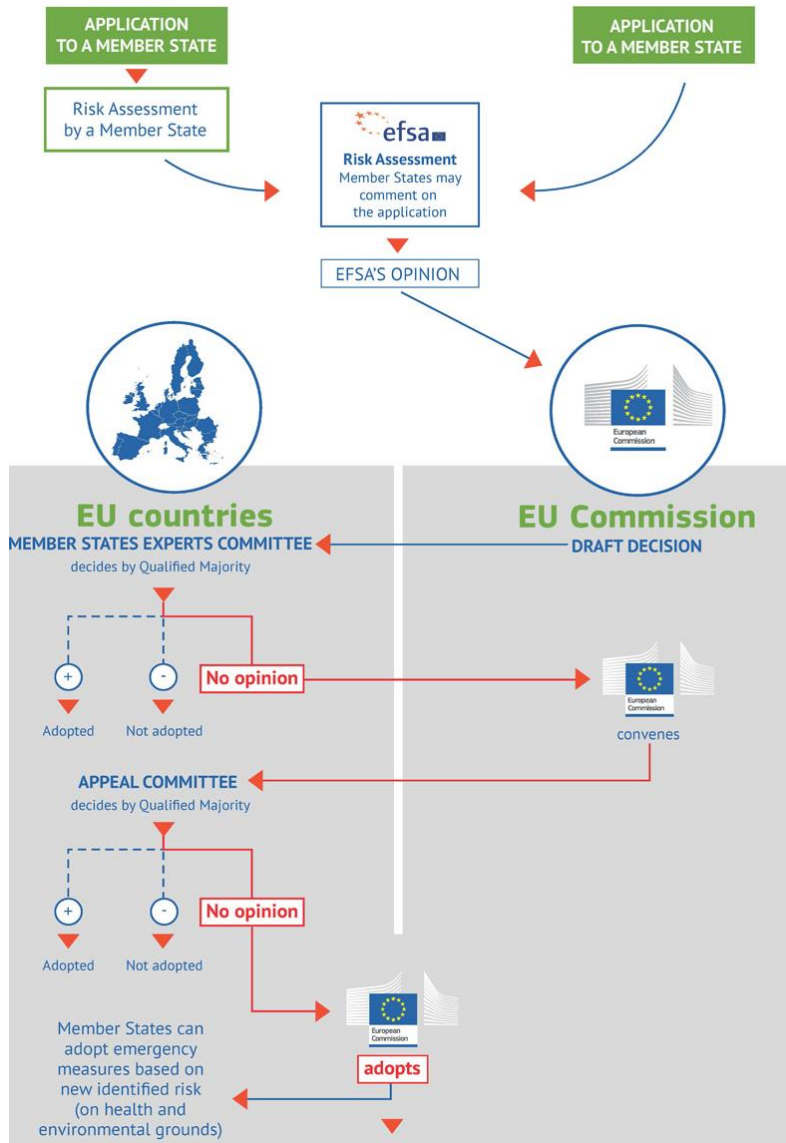 APPLICATION
TO A MEMBER STATE
APPLICATION
TO A MEMBER STATE
Risk Assessment
by a Member State
efsa
Risk Assessment
Member States may
comment on
the application
EFSA'S OPINION
European
Commission
EU countries
EU Commission
MEMBER STATES EXPERTS COMMITTEE
DRAFT DECISION
decides by Qualified Majority
+
-
No opinion
European
Commission
Adopted
Not adopted
convenes
APPEAL COMMITTEE
decides by Qualified Majority
+
-
No opinion
Adopted
Not adopted
European
Commission
adopts
Member States can
adopt emergency
measures based on
new identified risk
(on health and
environmental grounds)